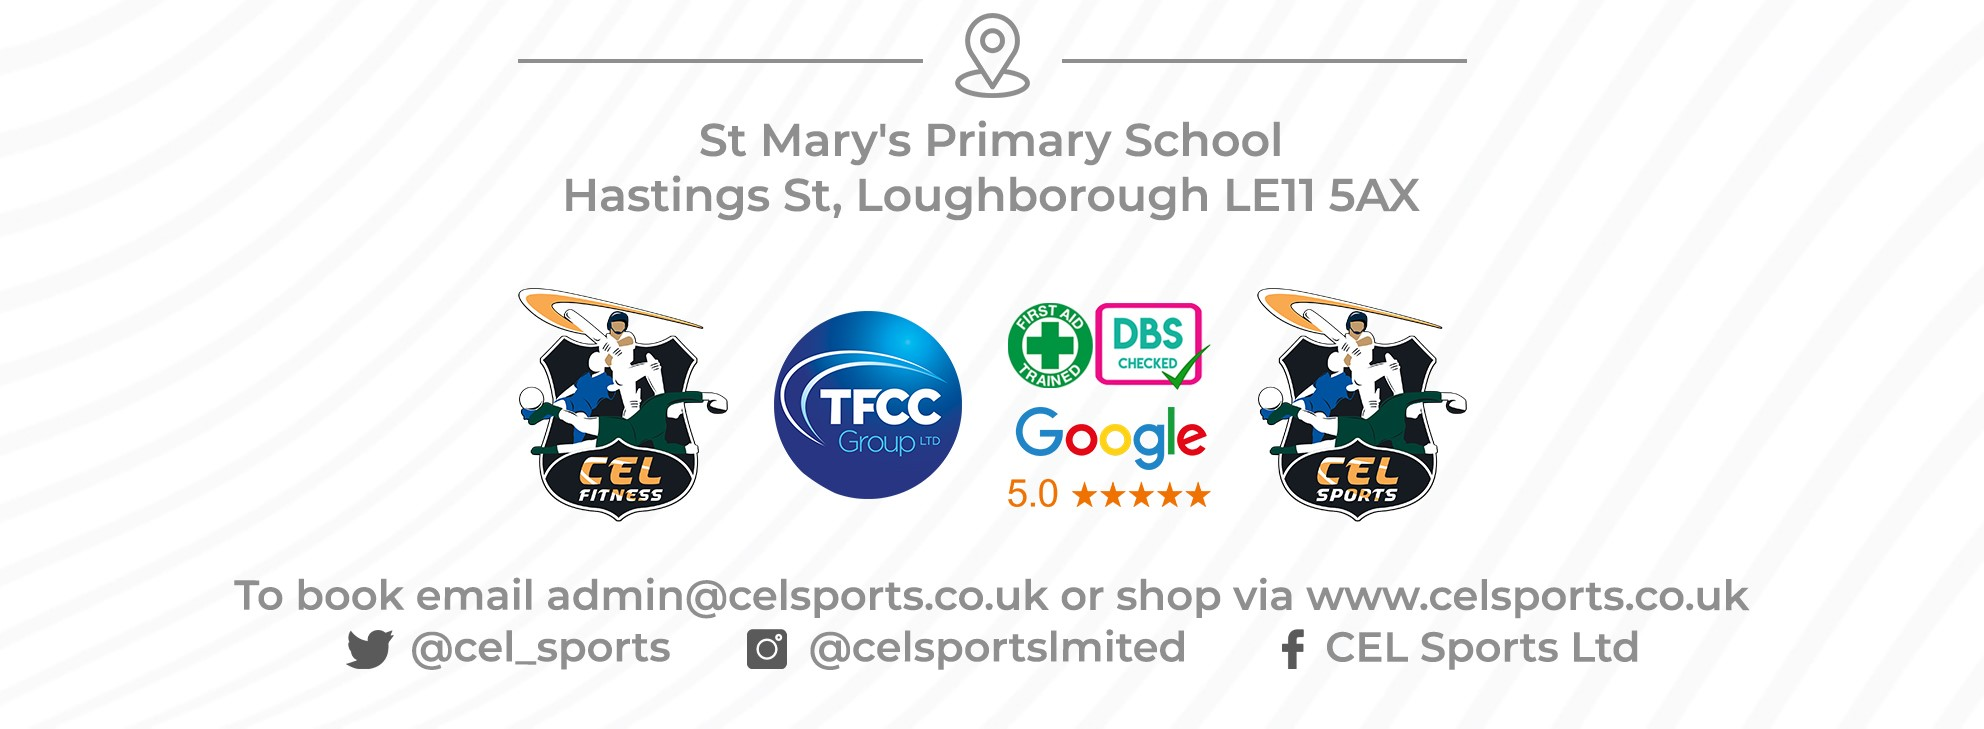 St Mary's Primary School
Hastings St, Loughborough LE11 5AX
CEL
FITNESS
TFCC
Group LTD
FIRST AID
TRAINED
DBS
CHECKED
Google
5.0
CEL
SPORTS
To book email admin@celsports.co.uk or shop via www.celsports.co.uk
@cel_sports @celsportslmited CEL Sports Ltd